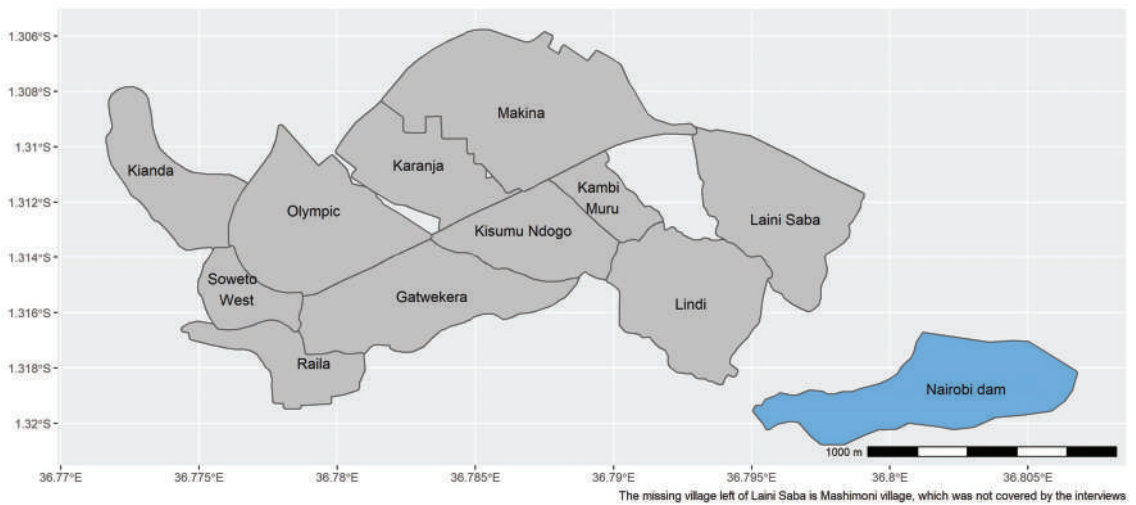 1.306°S
1.308°S
1.31°S
1.312°S
1.314°S
1.316°S
1.318°S
1.32°S
Makina
Kianda
Karanja
Kambi
Muru
Olympic
Laini Saba
Kisumu Ndogo
Soweto
West
Gatwekera
Lindi
Raila
Nairobi dam
1000 m
36.77°E
36.775°E
36.78°E
36.785°E
36.79°E
36.795°E
36.8°E
36.805°E
The missing village left of Laini Saba is Mashimoni village, which was not covered by the interviews